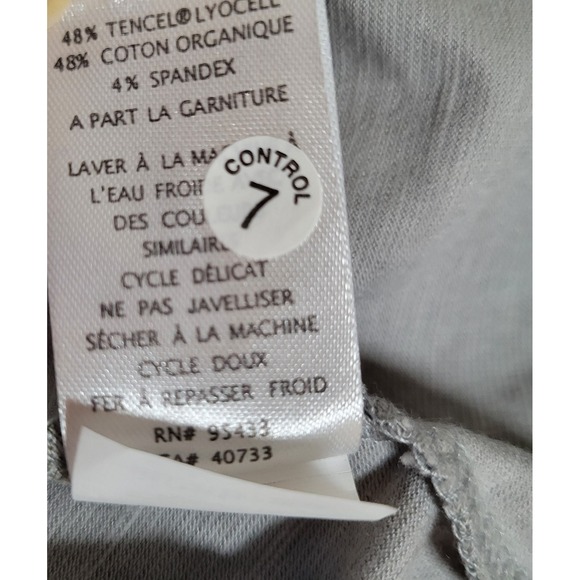 48% TENCEL® LYOCELL
48% COTON ORGANIQUE
4% SPANDEX
A PART LA GARNITURE
LAVER À LA À
L'EAU
DES
CYCLE DÉLICAT
NE PAS JAVELLISER
SÉCHER À LA MACHINE
CYCLE DOUX
FER À REPASSER FROID
RN# 95433
CA# 40733
CONTROL
7